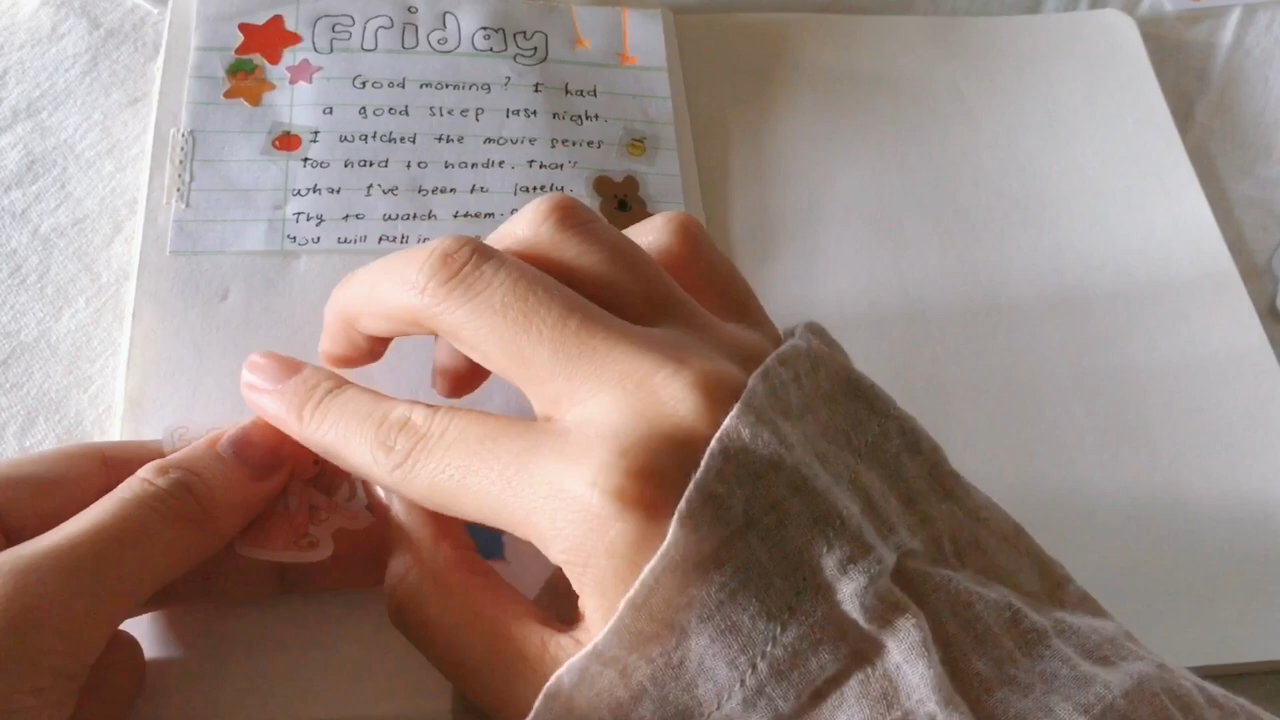 Friday
Good morning? I had
a good sleep last night.
I watched the movie series
Too hard to handle. That's
what I've been to lately.
Try to watch them.
you will fall in